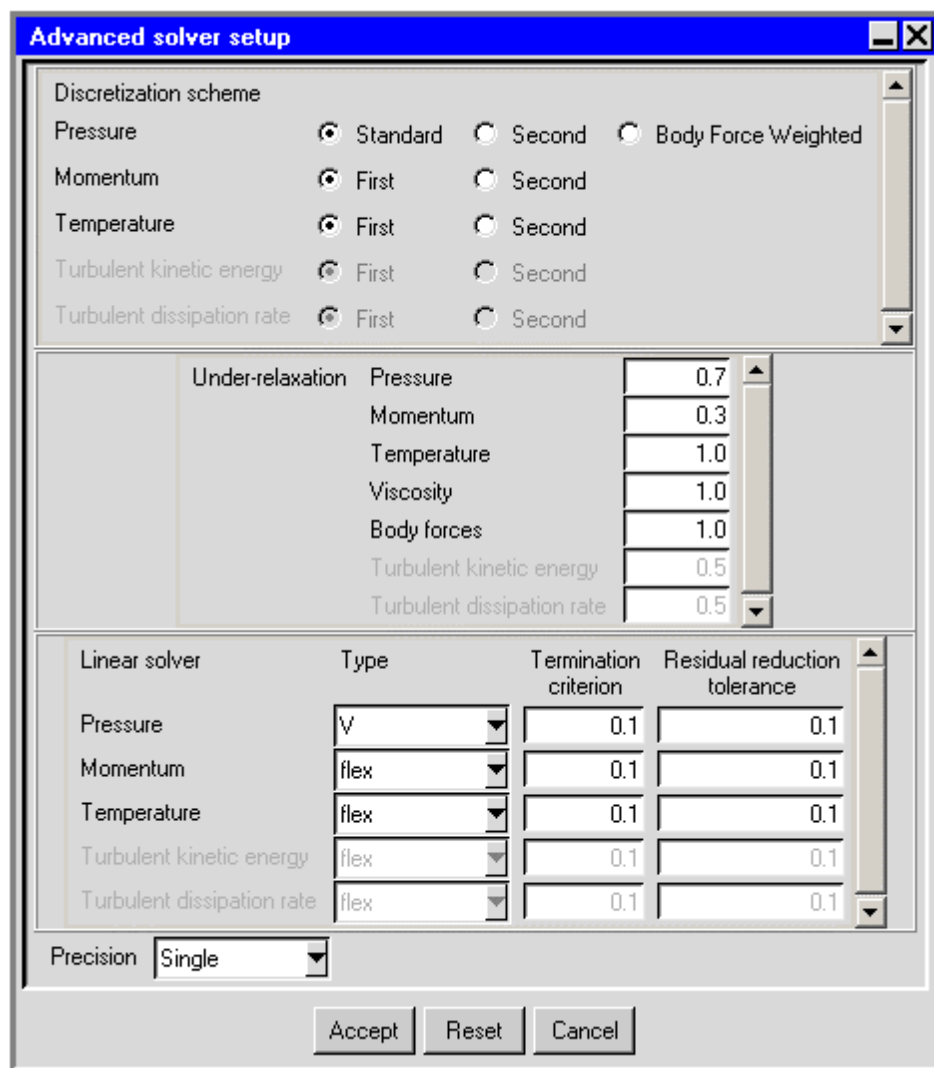 Advanced solver setup
Discretization scheme
Pressure Standard Second Body Force Weighted
Momentum First Second
Temperature First Second
Turbulent kinetic energy First Second
Turbulent dissipation rate First Second
Under-relaxation Pressure 0.7
Momentum 0.3
Temperature 1.0
Viscosity 1.0
Body forces 1.0
Turbulent kinetic energy 0.5
Turbulent dissipation rate 0.5
Linear solver Type Termination criterion Residual reduction tolerance
Pressure V 0.1 0.1
Momentum flex 0.1 0.1
Temperature flex 0.1 0.1
Turbulent kinetic energy flex 0.1 0.1
Turbulent dissipation rate flex 0.1 0.1
Precision Single
Accept Reset Cancel